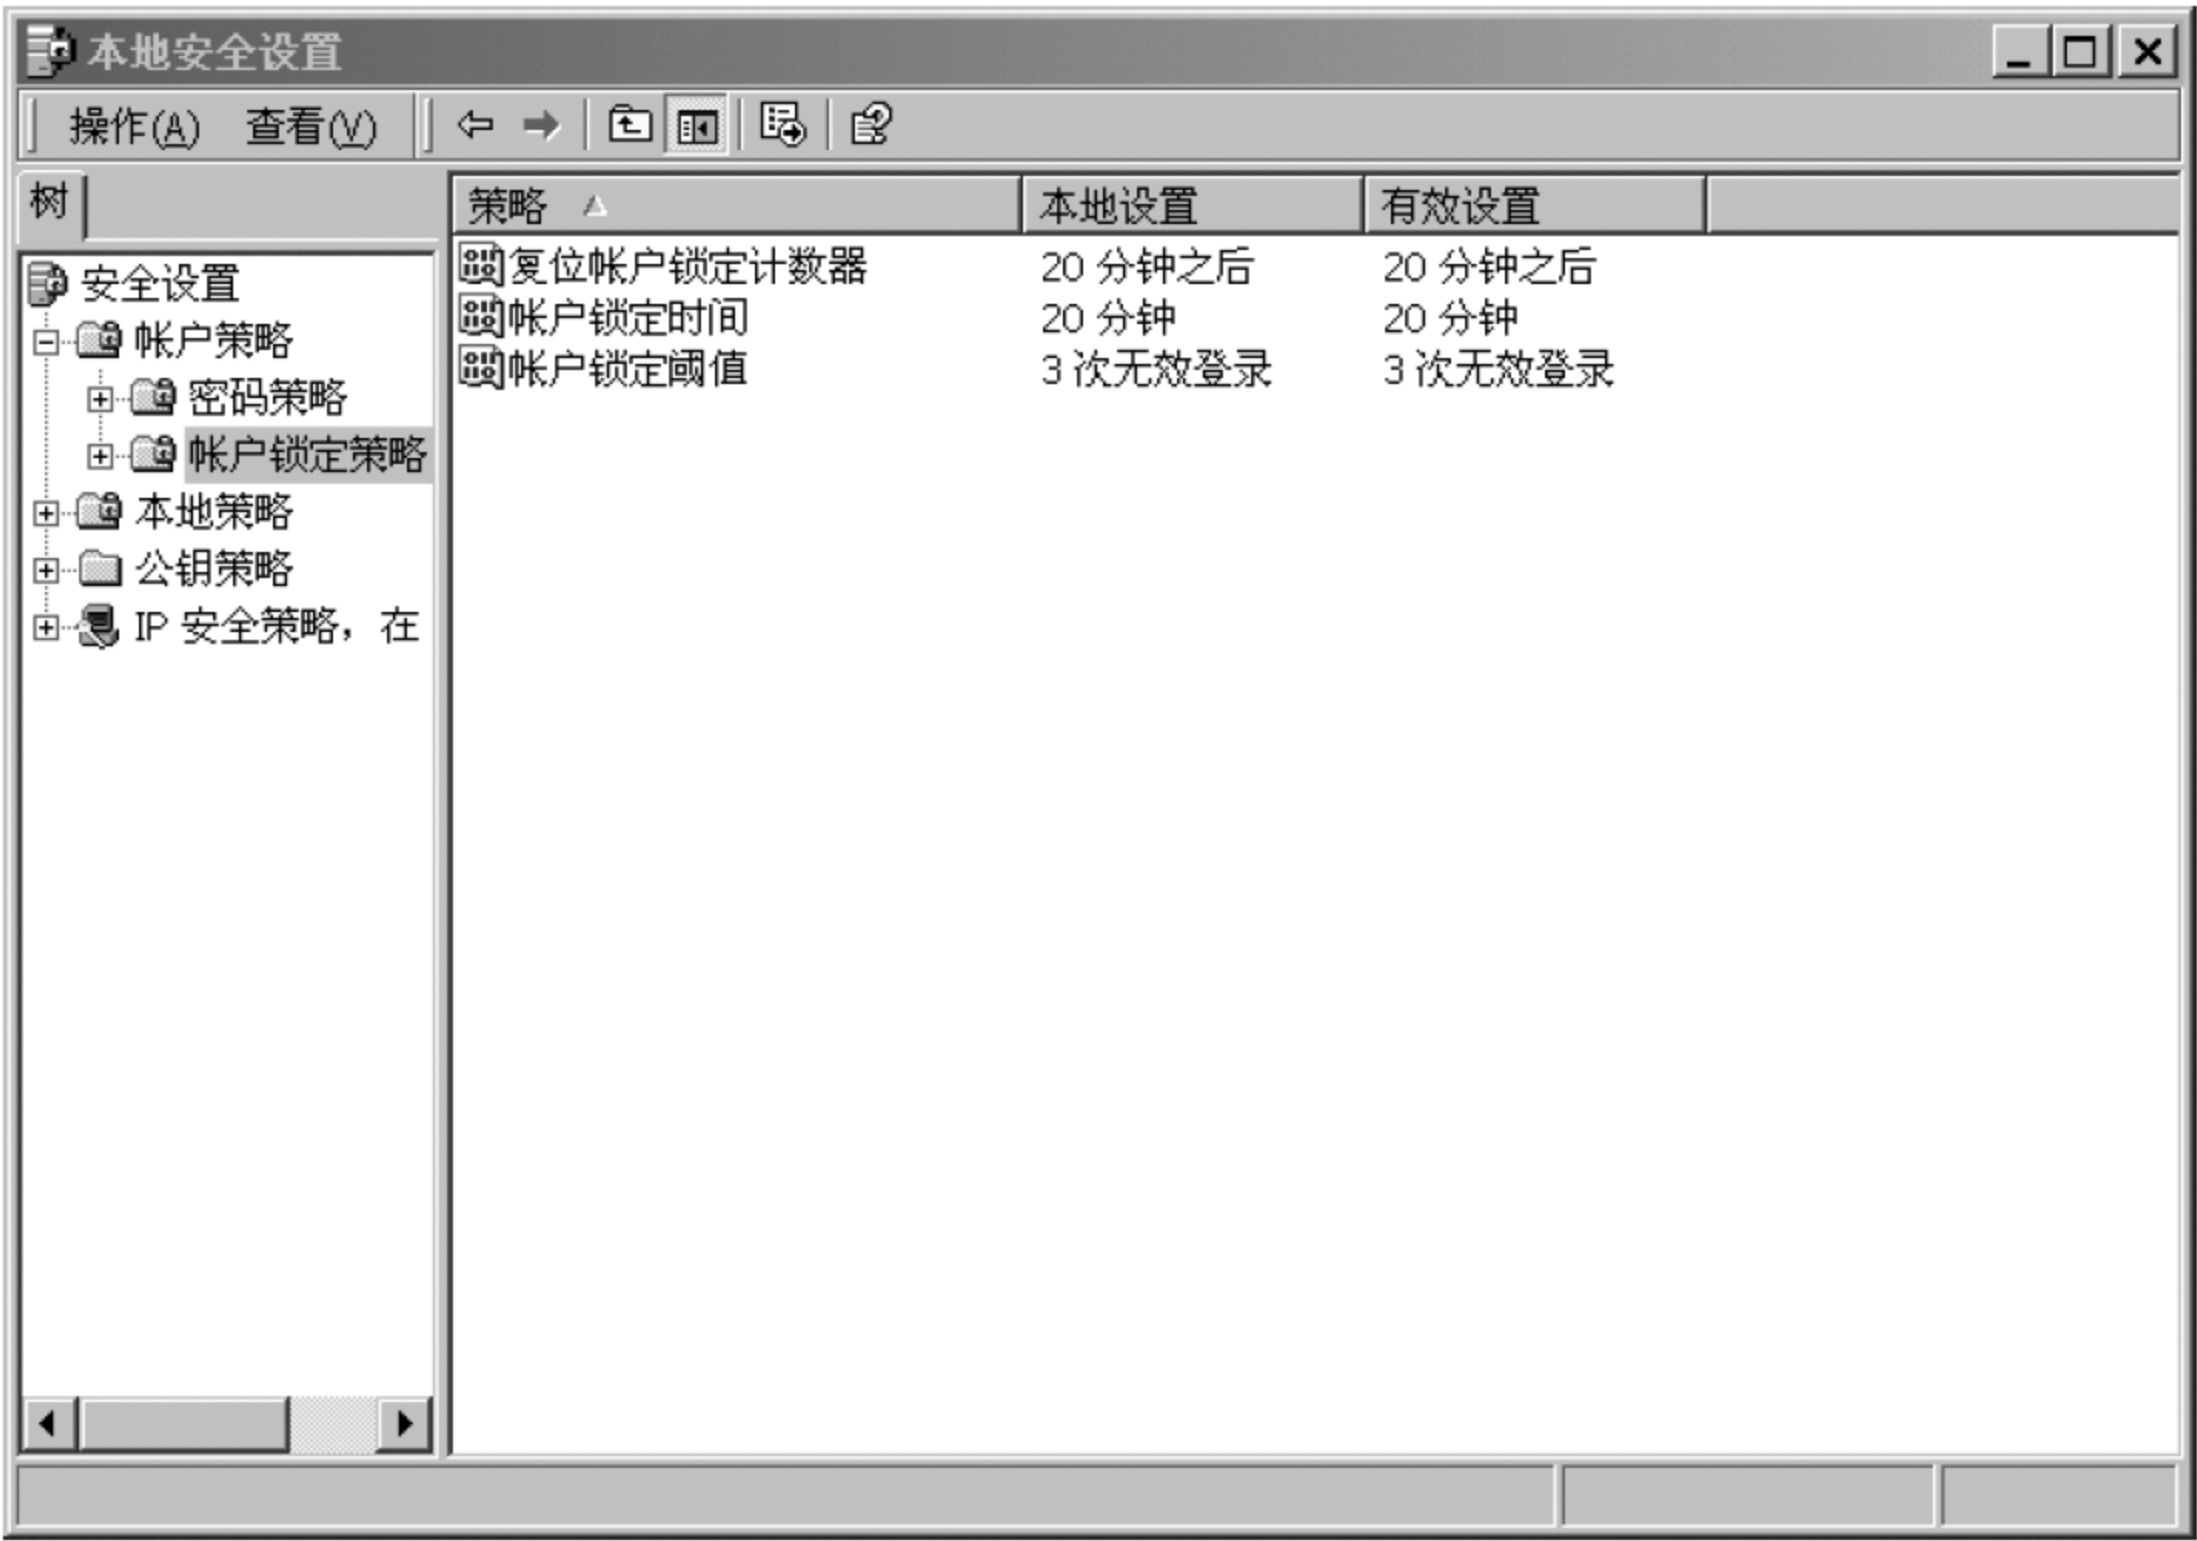 本地安全设置
操作(A) 查看(V)
树
策略 本地设置 有效设置
安全设置
帐户策略
密码策略
帐户锁定策略
本地策略
公钥策略
IP 安全策略，在
复位帐户锁定计数器 20 分钟之后 20 分钟之后
帐户锁定时间 20 分钟 20 分钟
帐户锁定阈值 3 次无效登录 3 次无效登录